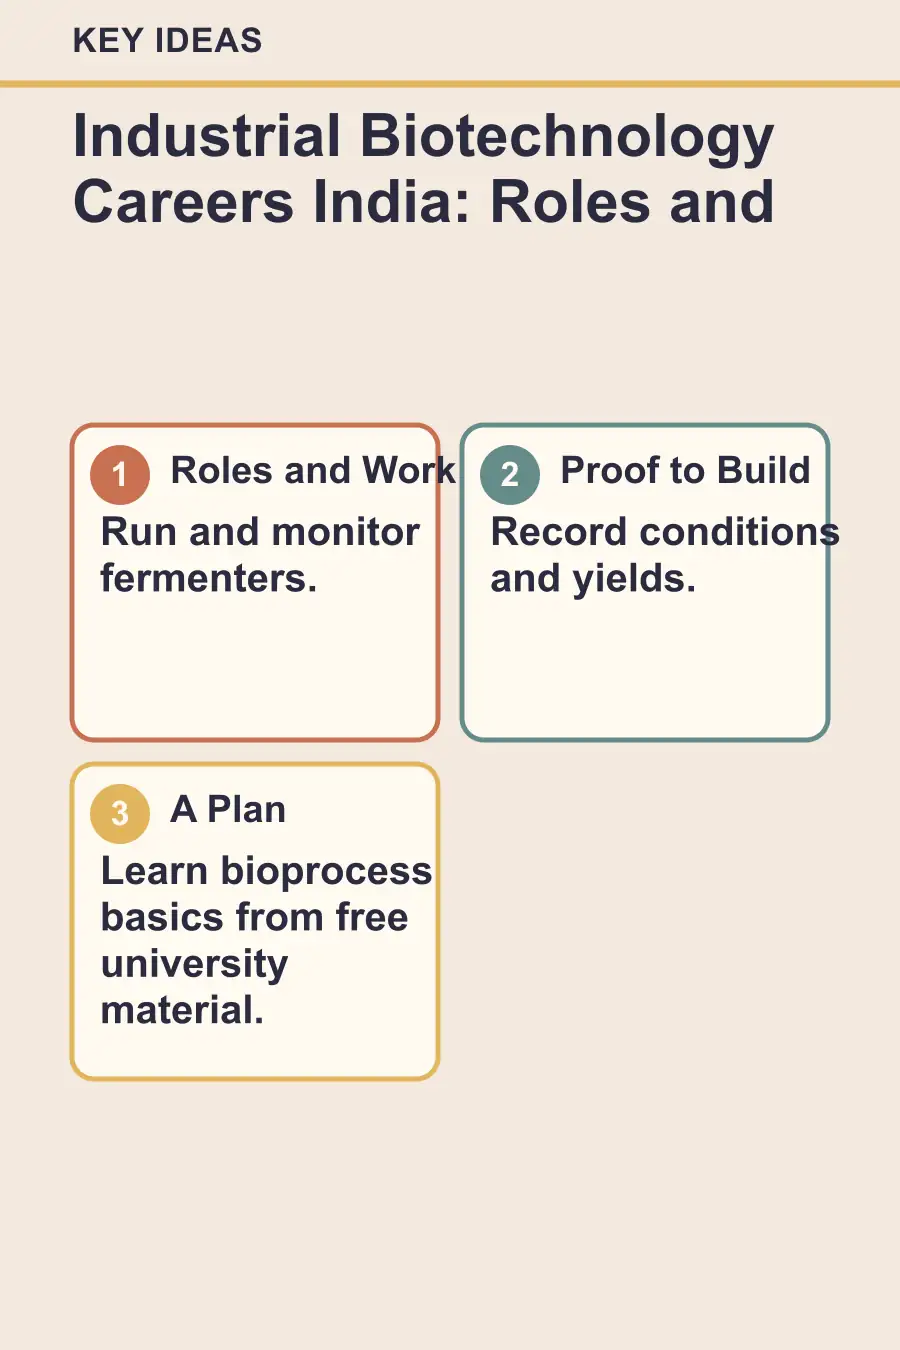 KEY IDEAS
Industrial Biotechnology
Careers India: Roles and
1
Roles and Work
Run and monitor
fermenters.
2
Proof to Build
Record conditions
and yields.
3
A Plan
Learn bioprocess
basics from free
university
material.